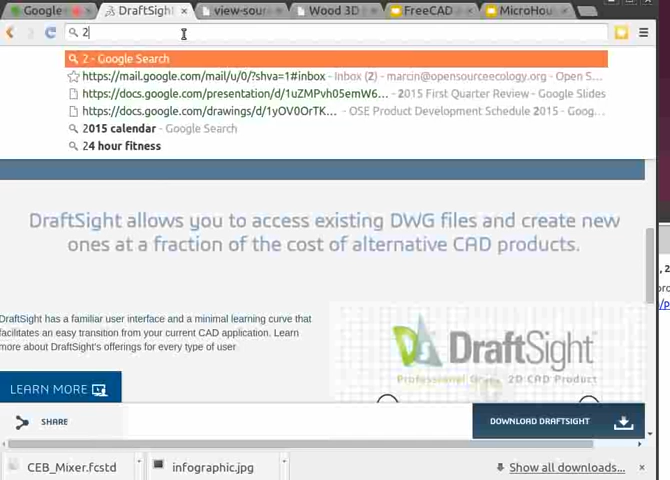 Google
DraftSight
view-sour
Wood 3D
FreeCAD
MicroHou
2
2 - Google Search
https://mail.google.com/mail/u/0/?shva=1#inbox - Inbox (2) - marcin@opensourceecology.org - Open S...
https://docs.google.com/presentation/d/1uZMPvh05emW6... - 2015 First Quarter Review - Google Slides
https://docs.google.com/drawings/d/1yOV0OrTK... - OSE Product Development Schedule 2015 - Goog...
2015 calendar - Google Search
24 hour fitness
DraftSight allows you to access existing DWG files and create new
ones at a fraction of the cost of alternative CAD products.
DraftSight has a familiar user interface and a minimal learning curve that
facilitates an easy transition from your current CAD application. Learn
more about DraftSight's offerings for every type of user
DraftSight
Professional Grade 2D CAD Product
LEARN MORE
SHARE
DOWNLOAD DRAFTSIGHT
CEB_Mixer.fcstd
infographic.jpg
Show all downloads...